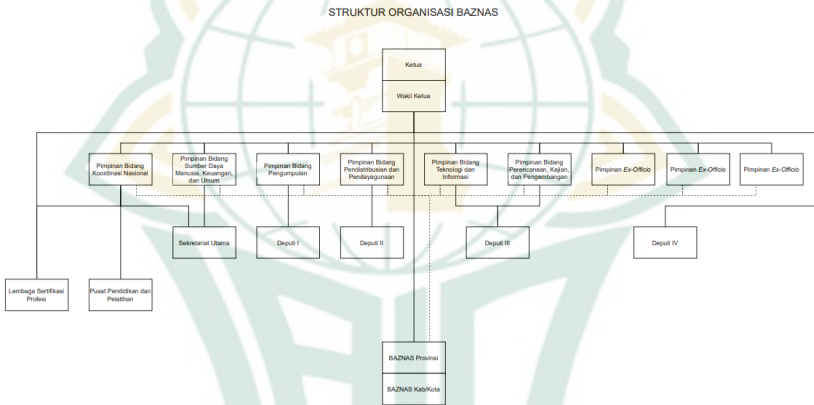 STRUKTUR ORGANISASI BAZNAS
Ketua
Wakil Ketua
Pimpinan Bidang
Koordinasi Nasional
Pimpinan Bidang
Sumber Daya
Manusia, Keuangan,
dan Umum
Pimpinan Bidang
Pengumpulan
Pimpinan Bidang
Pendistribusian dan
Pendayagunaan
Pimpinan Bidang
Teknologi dan
Informasi
Pimpinan Bidang
Perencanaan, Kajian,
dan Pengembangan
Pimpinan Ex-Officio
Pimpinan Ex-Officio
Pimpinan Ex-Officio
Sekretariat Utama
Deputi I
Deputi II
Deputi III
Deputi IV
Lembaga Sertifikasi
Profesi
Pusat Pendidikan dan
Pelatihan
BAZNAS Provinsi
BAZNAS Kab/Kota